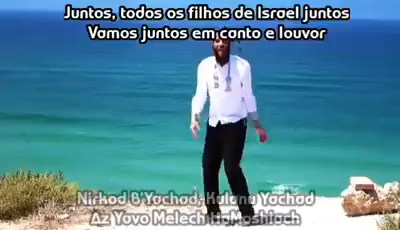 Juntos, todos os filhos de Israel juntos
Vamos juntos em canto e louvor
Nirkod B'Yachad, Kulanu Yachad
Az Yavo Melech HaMashiach